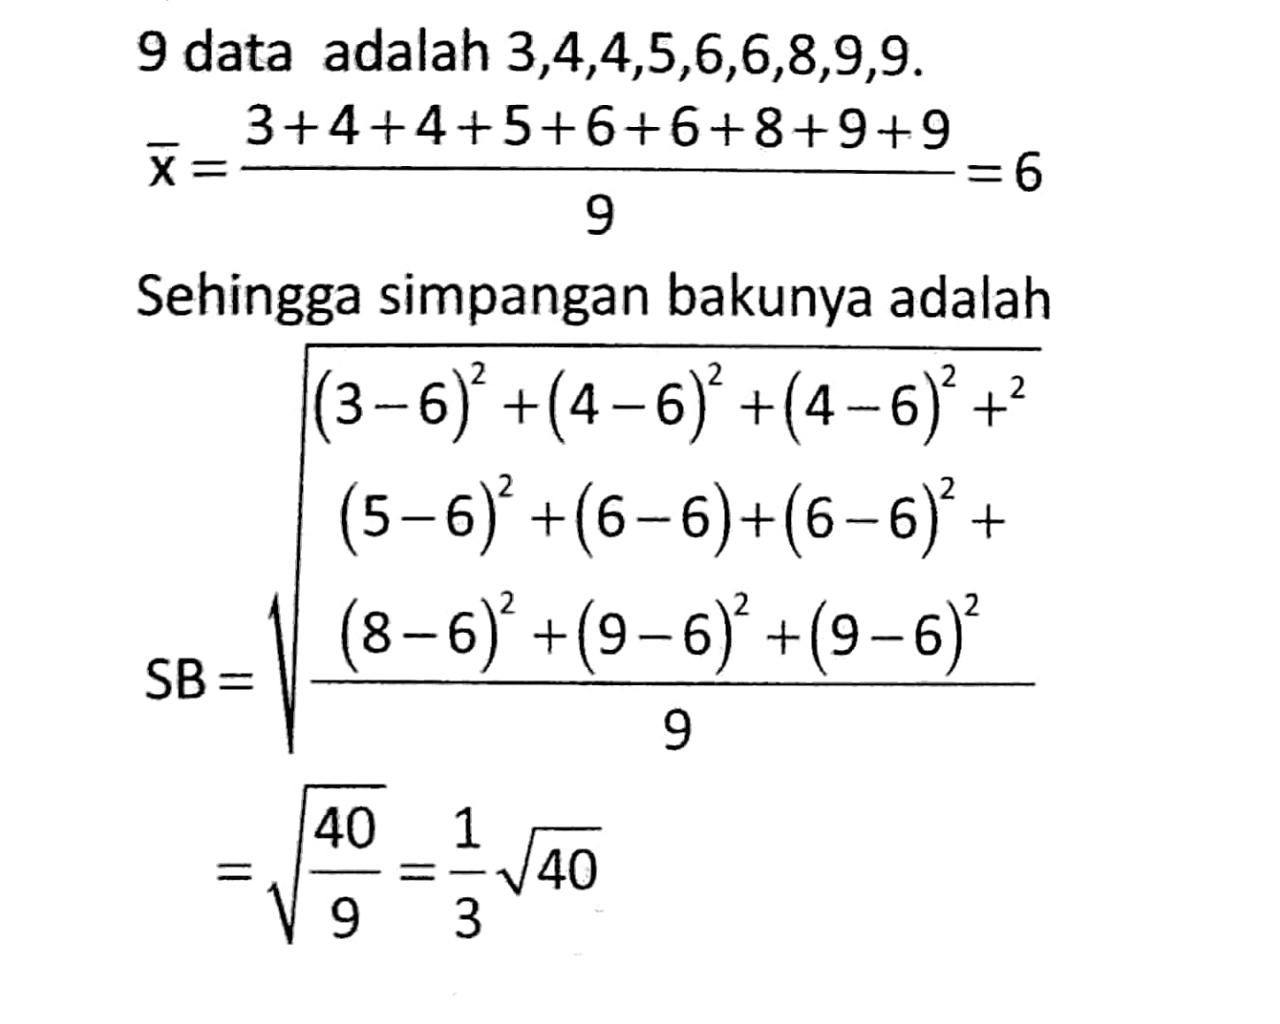 9 data adalah 3,4,4,5,6,6,8,9,9.
x̅ = (3+4+4+5+6+6+8+9+9)/9 = 6
Sehingga simpangan bakunya adalah
SB = √(((3−6)² +(4−6)² +(4−6)² +²
(5−6)² +(6−6)+(6−6)² +
(8−6)² +(9−6)² +(9−6)²)/9)
= √(40/9) = 1/3 √40